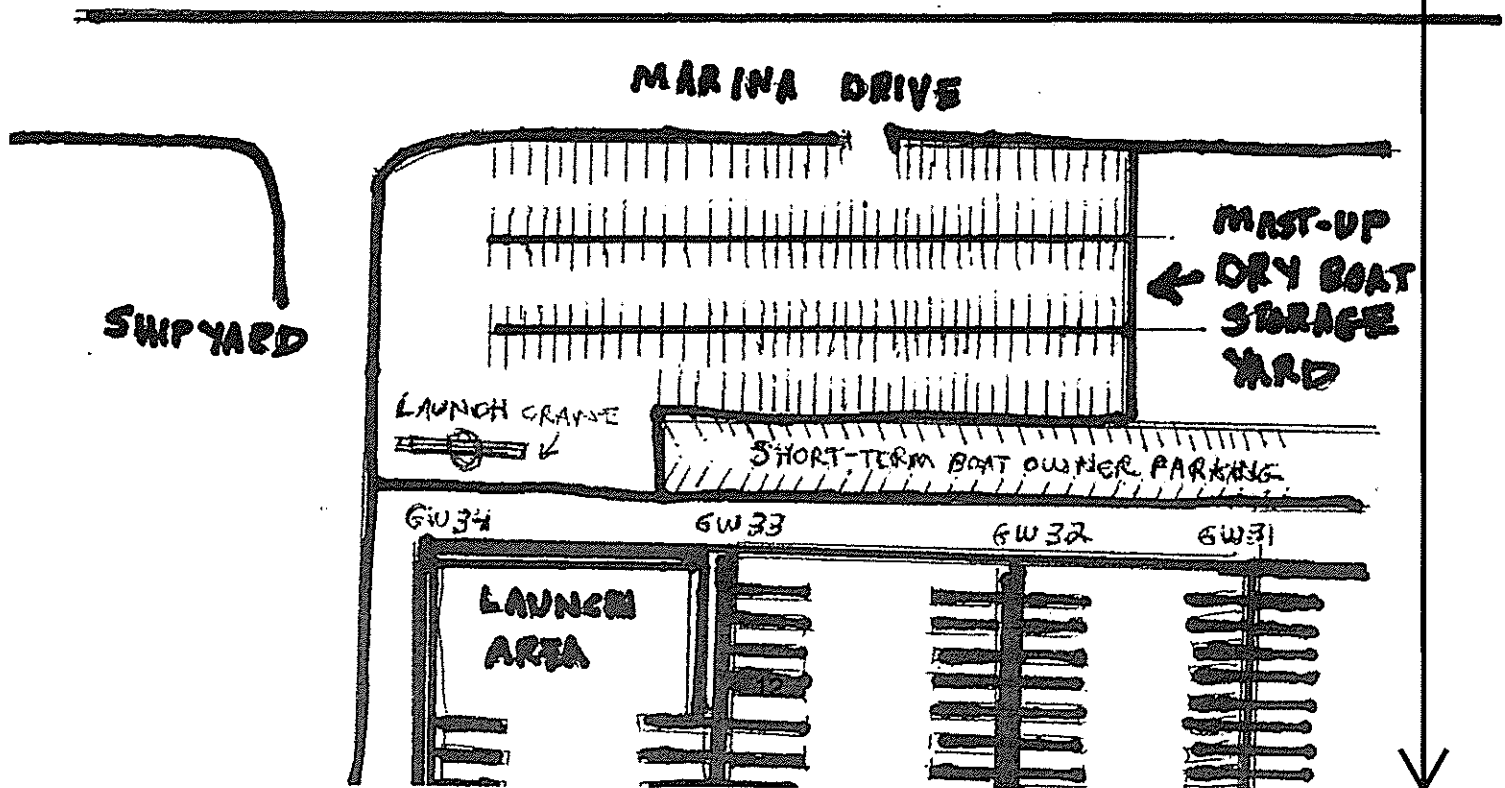 MARINA DRIVE
MAST-UP
DRY BOAT
STORAGE
YARD
SHIPYARD
LAUNCH CRANE
SHORT-TERM BOAT OWNER PARKING
GW34
GW33
GW32
GW31
LAUNCH
AREA
12